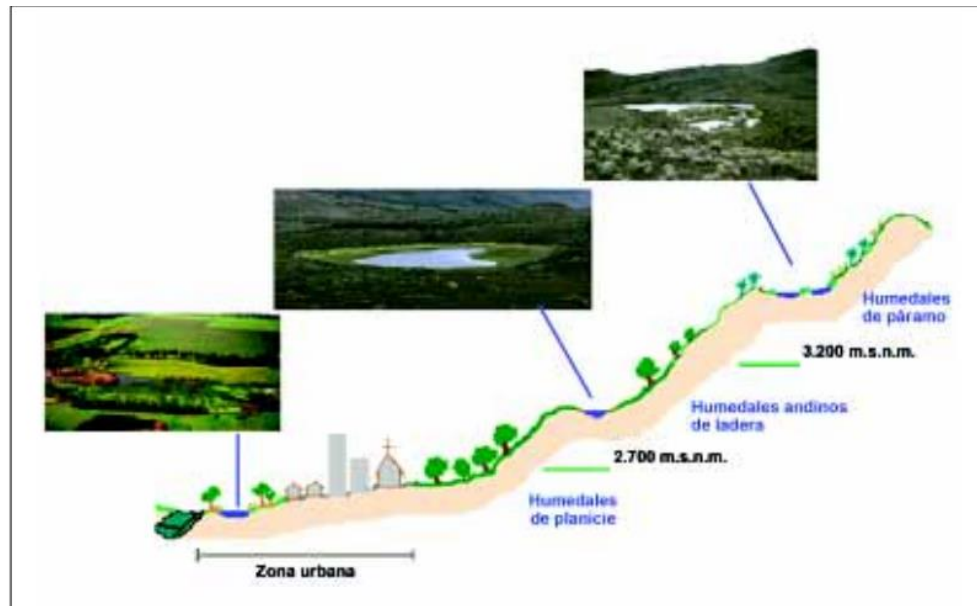 Humedales
de páramo
3.200 m.s.n.m.
Humedales andinos
de ladera
2.700 m.s.n.m.
Humedales
de planicie
Zona urbana